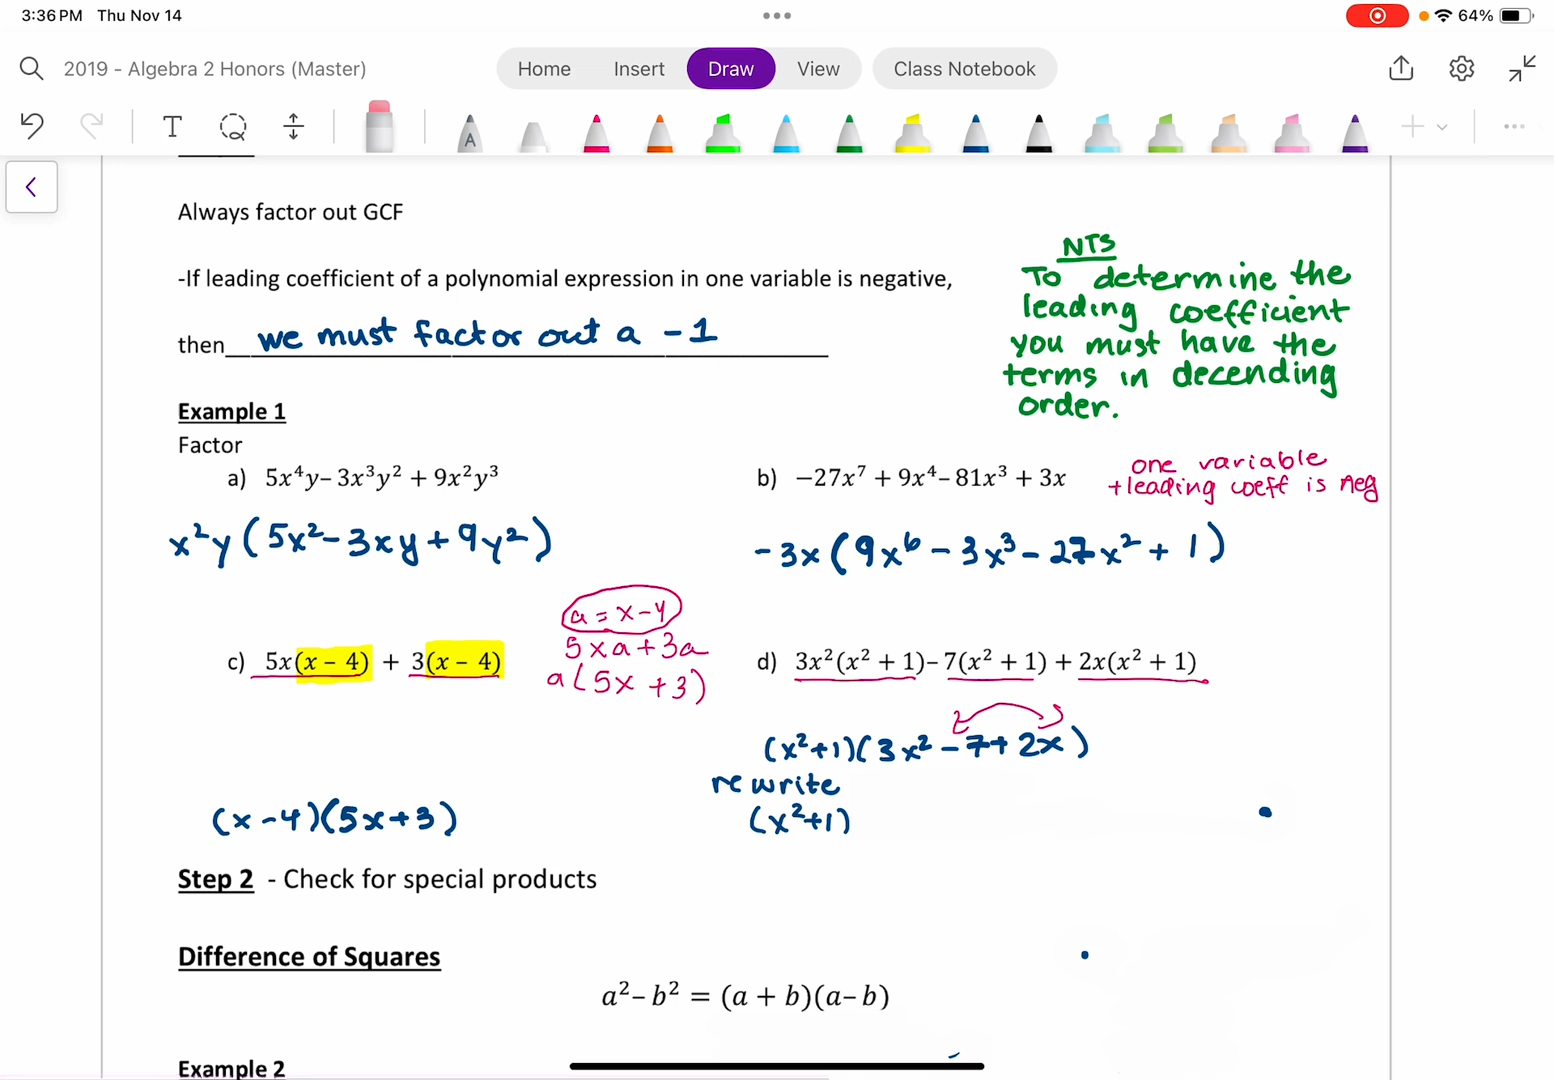 3:36 PM Thu Nov 14
64%
2019 - Algebra 2 Honors (Master)
Home Insert Draw View Class Notebook
T A
Always factor out GCF
-If leading coefficient of a polynomial expression in one variable is negative,
then we must factor out a -1
NTS
To determine the
leading coefficient
you must have the
terms in decending
order.
Example 1
Factor
a) 5x⁴y– 3x³y² + 9x²y³
b) −27x⁷ + 9x⁴– 81x³ + 3x
one variable
+leading coeff is neg
x²y(5x²-3xy+9y²)
-3x(9x⁶-3x³-27x²+1)
a=x-4
5xa+3a
a(5x+3)
c) 5x(x − 4) + 3(x − 4)
d) 3x²(x² + 1)– 7(x² + 1) + 2x(x² + 1)
(x²+1)(3x²-7+2x)
rewrite
(x²+1)
(x-4)(5x+3)
Step 2 - Check for special products
Difference of Squares
a²– b² = (a + b)(a– b)
Example 2